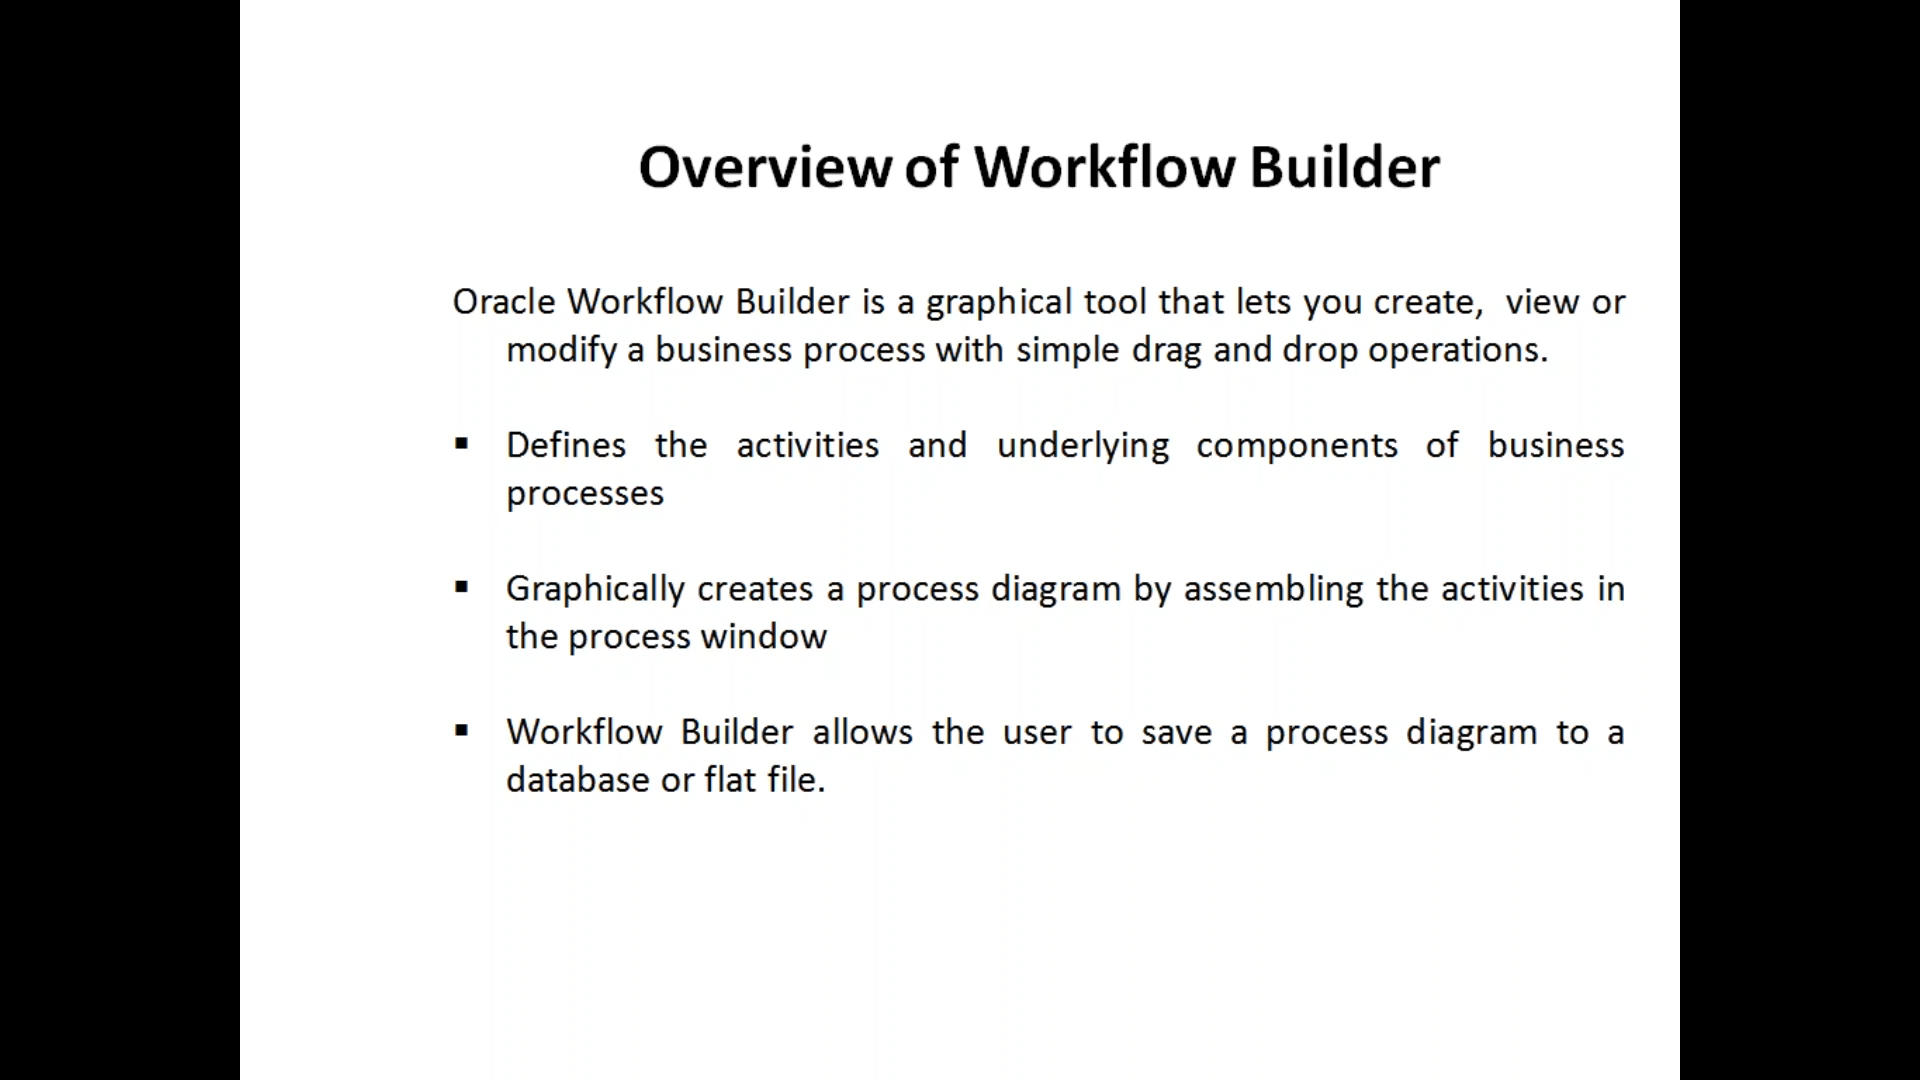 Overview of Workflow Builder
Oracle Workflow Builder is a graphical tool that lets you create,  view or
modify a business process with simple drag and drop operations.
▪ Defines the activities and underlying components of business
processes
▪ Graphically creates a process diagram by assembling the activities in
the process window
▪ Workflow Builder allows the user to save a process diagram to a
database or flat file.